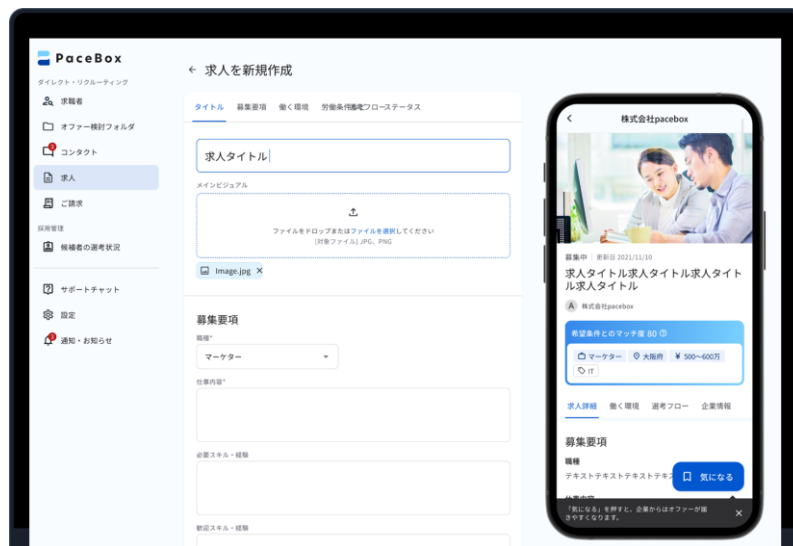 PaceBox
ダイレクト・リクルーティング
求職者
オファー検討フォルダ
コンタクト
求人
ご請求
採用管理
候補者の選考状況
サポートチャット
設定
通知・お知らせ
← 求人を新規作成
タイトル 募集要項 働く環境 労働条件 選考フロー ステータス
求人タイトル
メインビジュアル
ファイルをドロップまたはファイルを選択してください
[対象ファイル] JPG、PNG
Image.jpg ×
募集要項
職種*
マーケター
仕事内容*
必要スキル・経験
歓迎スキル・経験
株式会社pacebox
募集中 更新日 2021/11/10
求人タイトル求人タイトル求人タイト
ル求人タイトル
A 株式会社pacebox
希望条件とのマッチ度 80
マーケター 大阪府 ¥ 500〜600万
IT
求人詳細 働く環境 選考フロー 企業情報
募集要項
職種
テキストテキストテキストテキ
気になる
仕事内容
「気になる」を押すと、企業からはオファーが届
きやすくなります。 ×